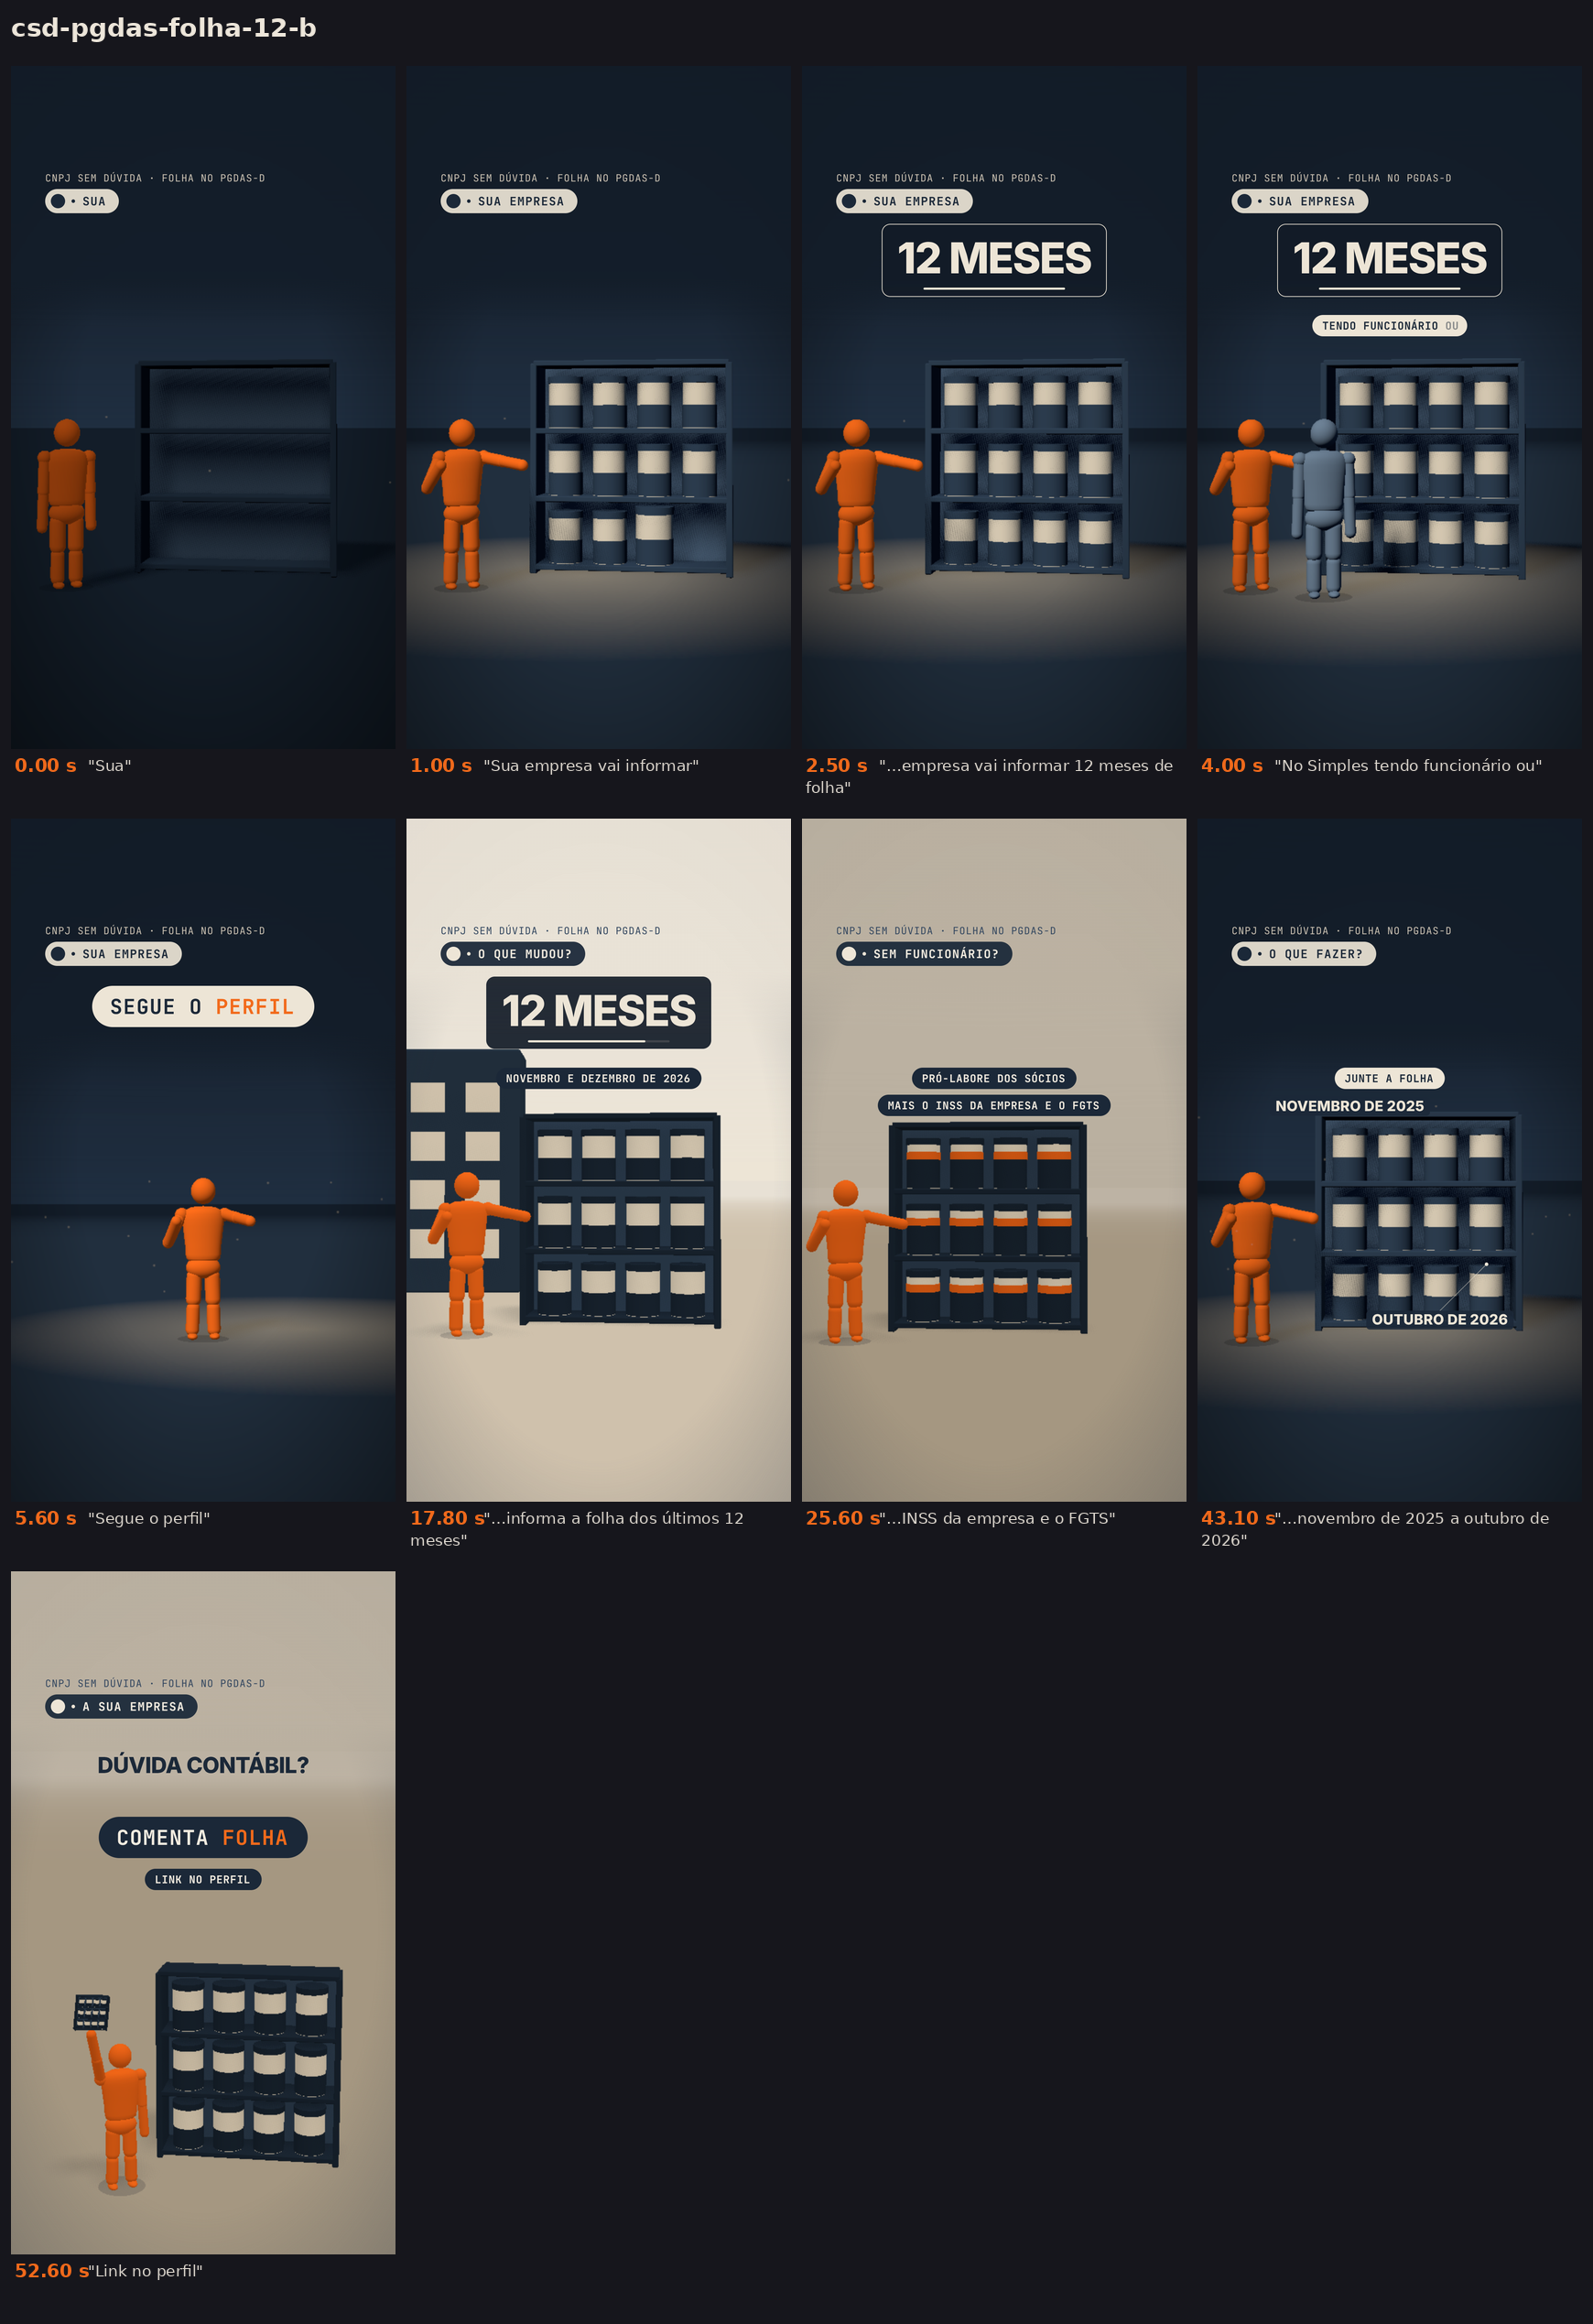 csd-pgdas-folha-12-b
CNPJ SEM DÚVIDA · FOLHA NO PGDAS-D
• SUA
0.00 s "Sua"
CNPJ SEM DÚVIDA · FOLHA NO PGDAS-D
• SUA EMPRESA
1.00 s "Sua empresa vai informar"
CNPJ SEM DÚVIDA · FOLHA NO PGDAS-D
• SUA EMPRESA
12 MESES
2.50 s "...empresa vai informar 12 meses de
folha"
CNPJ SEM DÚVIDA · FOLHA NO PGDAS-D
• SUA EMPRESA
12 MESES
TENDO FUNCIONÁRIO OU
4.00 s "No Simples tendo funcionário ou"
CNPJ SEM DÚVIDA · FOLHA NO PGDAS-D
• SUA EMPRESA
SEGUE O PERFIL
5.60 s "Segue o perfil"
CNPJ SEM DÚVIDA · FOLHA NO PGDAS-D
• O QUE MUDOU?
12 MESES
NOVEMBRO E DEZEMBRO DE 2026
17.80 s "...informa a folha dos últimos 12
meses"
CNPJ SEM DÚVIDA · FOLHA NO PGDAS-D
• SEM FUNCIONÁRIO?
PRÓ-LABORE DOS SÓCIOS
MAIS O INSS DA EMPRESA E O FGTS
25.60 s "...INSS da empresa e o FGTS"
CNPJ SEM DÚVIDA · FOLHA NO PGDAS-D
• O QUE FAZER?
JUNTE A FOLHA
NOVEMBRO DE 2025
OUTUBRO DE 2026
43.10 s "...novembro de 2025 a outubro de
2026"
CNPJ SEM DÚVIDA · FOLHA NO PGDAS-D
• A SUA EMPRESA
DÚVIDA CONTÁBIL?
COMENTA FOLHA
LINK NO PERFIL
52.60 s "Link no perfil"